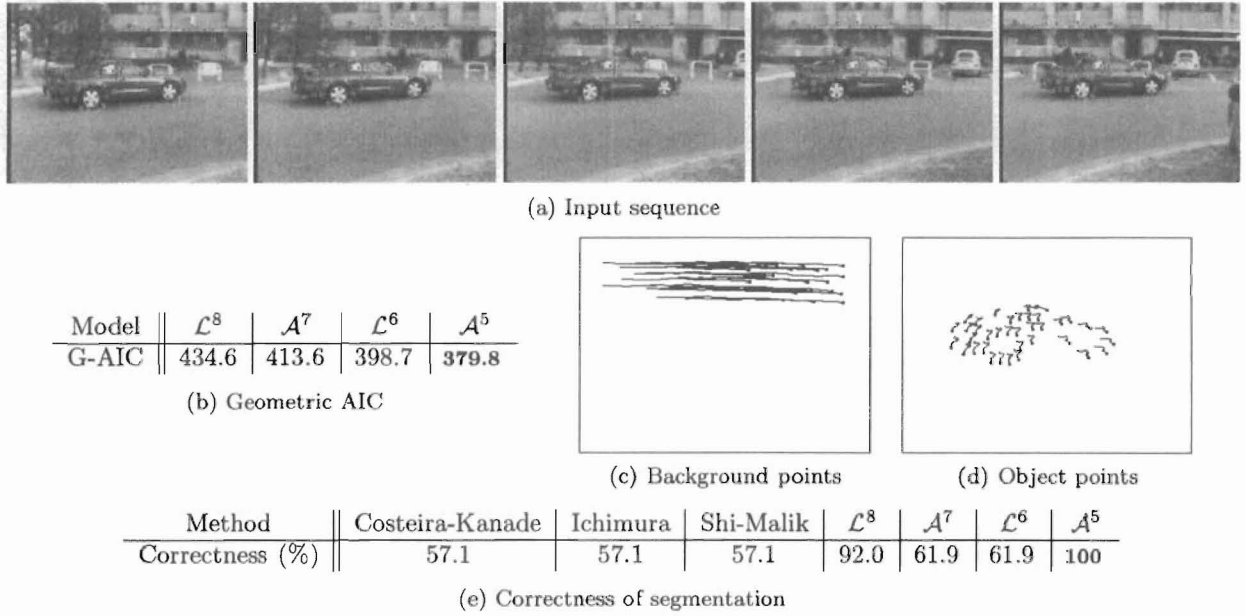 (a) Input sequence
Model ℒ⁸ 𝒜⁷ ℒ⁶ 𝒜⁵
G-AIC 434.6 413.6 398.7 379.8
(b) Geometric AIC
(c) Background points
(d) Object points
Method Costeira-Kanade Ichimura Shi-Malik ℒ⁸ 𝒜⁷ ℒ⁶ 𝒜⁵
Correctness (%) 57.1 57.1 57.1 92.0 61.9 61.9 100
(e) Correctness of segmentation